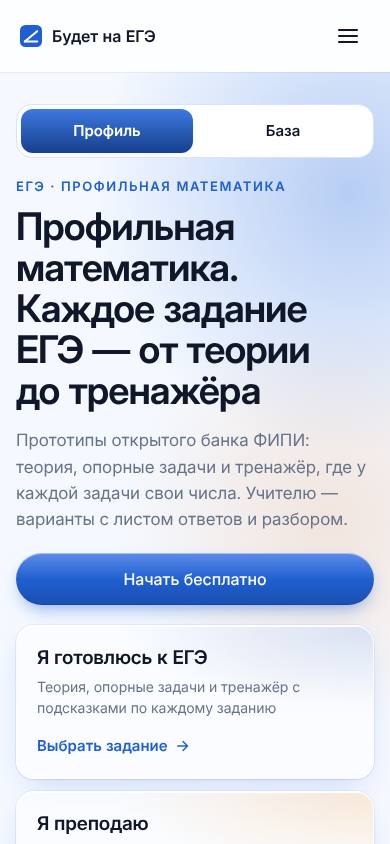 Будет на ЕГЭ
Профиль
База
ЕГЭ · ПРОФИЛЬНАЯ МАТЕМАТИКА
Профильная
математика.
Каждое задание
ЕГЭ — от теории
до тренажёра
Прототипы открытого банка ФИПИ:
теория, опорные задачи и тренажёр, где у
каждой задачи свои числа. Учителю —
варианты с листом ответов и разбором.
Начать бесплатно
Я готовлюсь к ЕГЭ
Теория, опорные задачи и тренажёр с
подсказками по каждому заданию
Выбрать задание →
Я преподаю